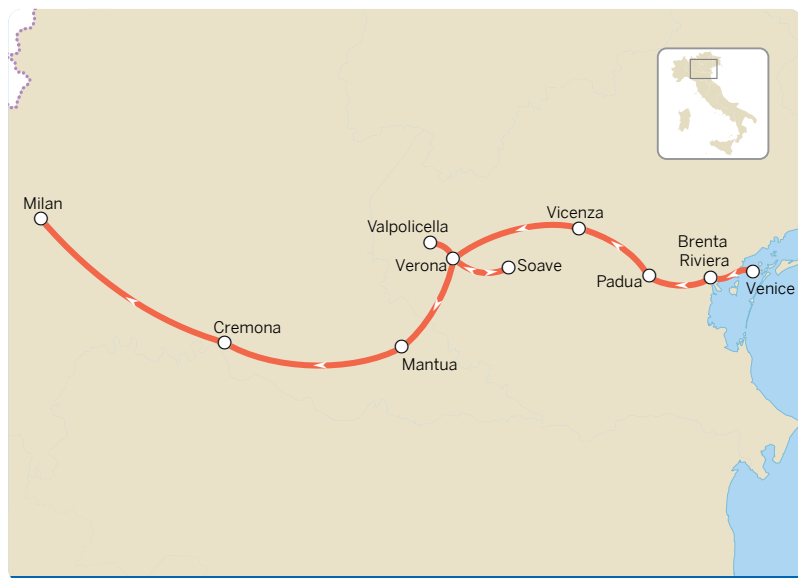 Milan
Valpolicella
Vicenza
Brenta
Riviera
Verona
Soave
Padua
Venice
Cremona
Mantua